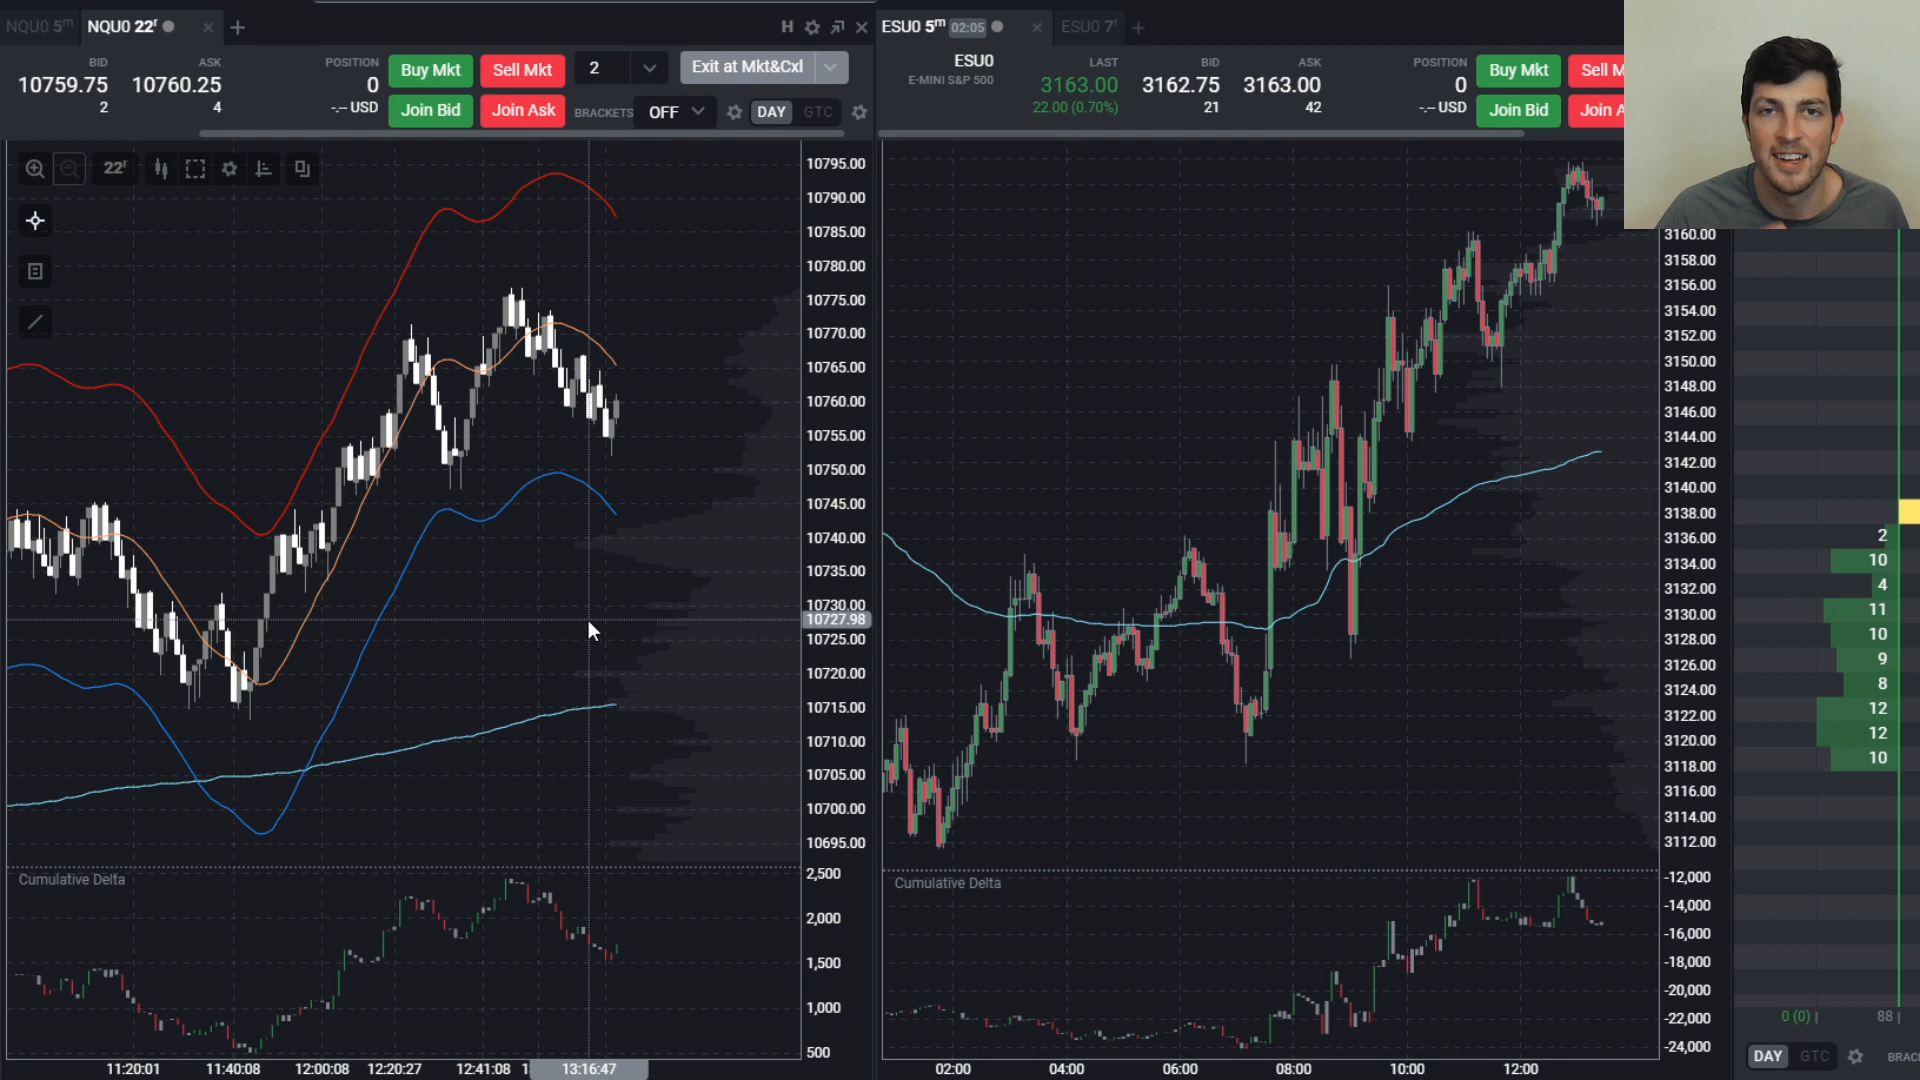 NQU0 5m
NQU0 22r
H
BID
ASK
POSITION
10759.75
10760.25
0
2
4
-.-- USD
Buy Mkt
Sell Mkt
2
Exit at Mkt&Cxl
Join Bid
Join Ask
BRACKETS
OFF
DAY
GTC
22r
10795.00
10790.00
10785.00
10780.00
10775.00
10770.00
10765.00
10760.00
10755.00
10750.00
10745.00
10740.00
10735.00
10730.00
10727.98
10725.00
10720.00
10715.00
10710.00
10705.00
10700.00
10695.00
Cumulative Delta
2,500
2,000
1,500
1,000
500
11:20:01
11:40:08
12:00:08
12:20:27
12:41:08
1
13:16:47
ESU0 5m
02:05
ESU0 7r
ESU0
E-MINI S&P 500
LAST
BID
ASK
POSITION
3163.00
3162.75
3163.00
0
22.00 (0.70%)
21
42
-.-- USD
Buy Mkt
Sell M
Join Bid
Join A
3160.00
3158.00
3156.00
3154.00
3152.00
3150.00
3148.00
3146.00
3144.00
3142.00
3140.00
3138.00
3136.00
3134.00
3132.00
3130.00
3128.00
3126.00
3124.00
3122.00
3120.00
3118.00
3116.00
3114.00
3112.00
Cumulative Delta
-12,000
-14,000
-16,000
-18,000
-20,000
-22,000
-24,000
02:00
04:00
06:00
08:00
10:00
12:00
2
10
4
11
10
9
8
12
12
10
0 (0)
88
DAY
GTC
BRAC